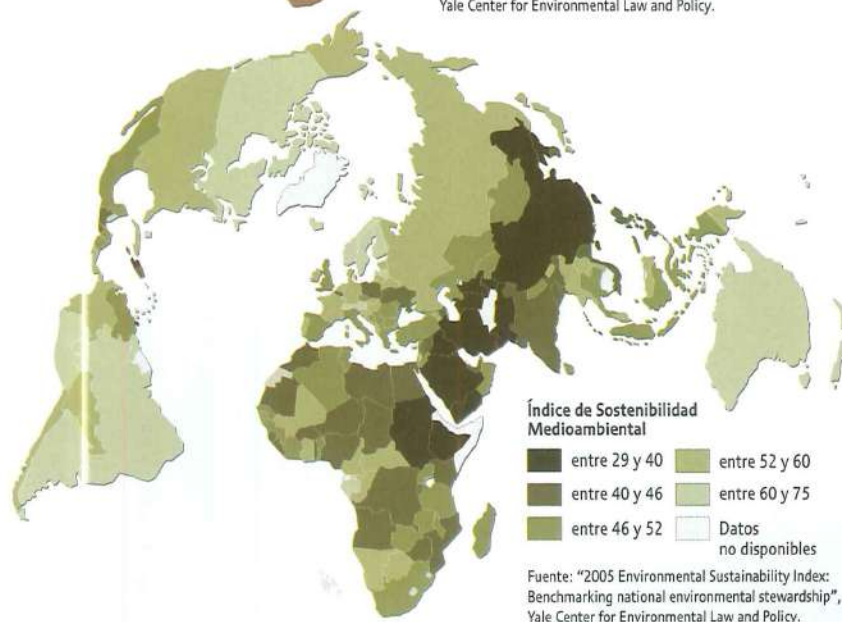 Yale Center for Environmental Law and Policy.
Índice de Sostenibilidad
Medioambiental
entre 29 y 40
entre 40 y 46
entre 46 y 52
entre 52 y 60
entre 60 y 75
Datos
no disponibles
Fuente: "2005 Environmental Sustainability Index:
Benchmarking national environmental stewardship",
Yale Center for Environmental Law and Policy.